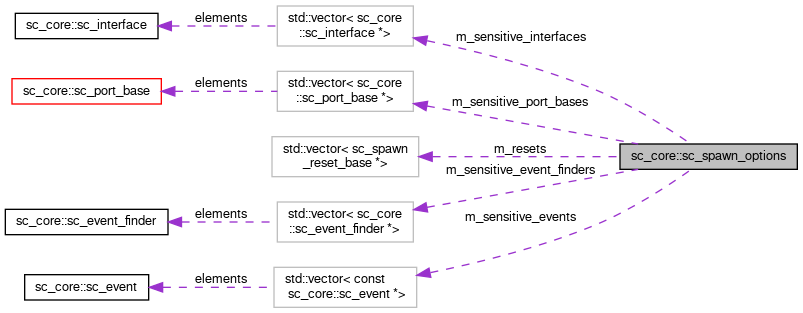 sc_core::sc_interface
elements
std::vector< sc_core
::sc_interface *>
m_sensitive_interfaces
sc_core::sc_port_base
elements
std::vector< sc_core
::sc_port_base *>
m_sensitive_port_bases
std::vector< sc_spawn
_reset_base *>
m_resets
sc_core::sc_spawn_options
m_sensitive_event_finders
sc_core::sc_event_finder
elements
std::vector< sc_core
::sc_event_finder *>
m_sensitive_events
sc_core::sc_event
elements
std::vector< const
sc_core::sc_event *>